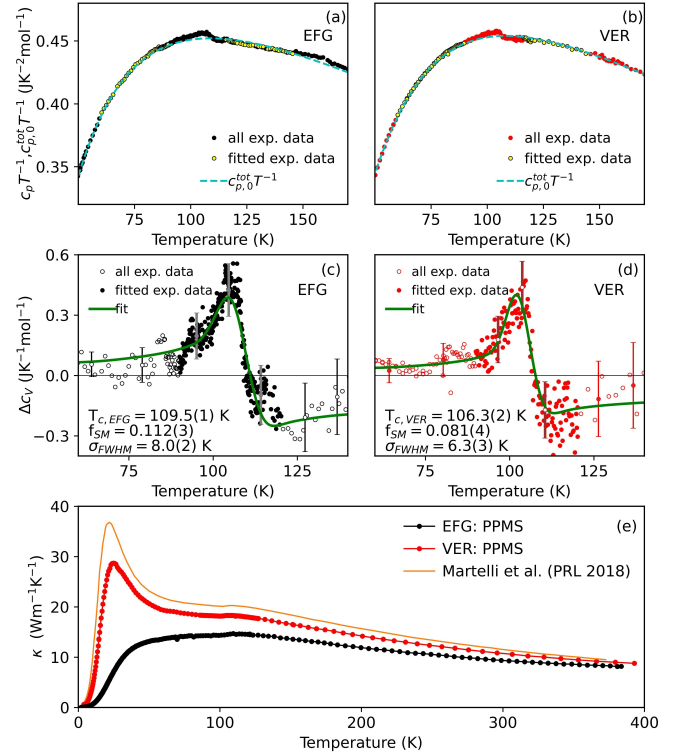 (a)
EFG
0.45
0.40
0.35
c_p T^{-1}, c_{p,0}^{tot} T^{-1} (JK^{-2}mol^{-1})
all exp. data
fitted exp. data
c_{p,0}^{tot} T^{-1}
75 100 125 150
Temperature (K)
(b)
VER
all exp. data
fitted exp. data
c_{p,0}^{tot} T^{-1}
75 100 125 150
Temperature (K)
(c)
EFG
0.6
0.3
0.0
−0.3
Δc_V (JK^{-1}mol^{-1})
all exp. data
fitted exp. data
fit
T_{c,EFG} = 109.5(1) K
f_{SM} = 0.112(3)
σ_{FWHM} = 8.0(2) K
75 100 125
Temperature (K)
(d)
VER
all exp. data
fitted exp. data
fit
T_{c,VER} = 106.3(2) K
f_{SM} = 0.081(4)
σ_{FWHM} = 6.3(3) K
75 100 125
Temperature (K)
(e)
40
30
20
10
0
κ (Wm^{-1}K^{-1})
EFG: PPMS
VER: PPMS
Martelli et al. (PRL 2018)
0 100 200 300 400
Temperature (K)